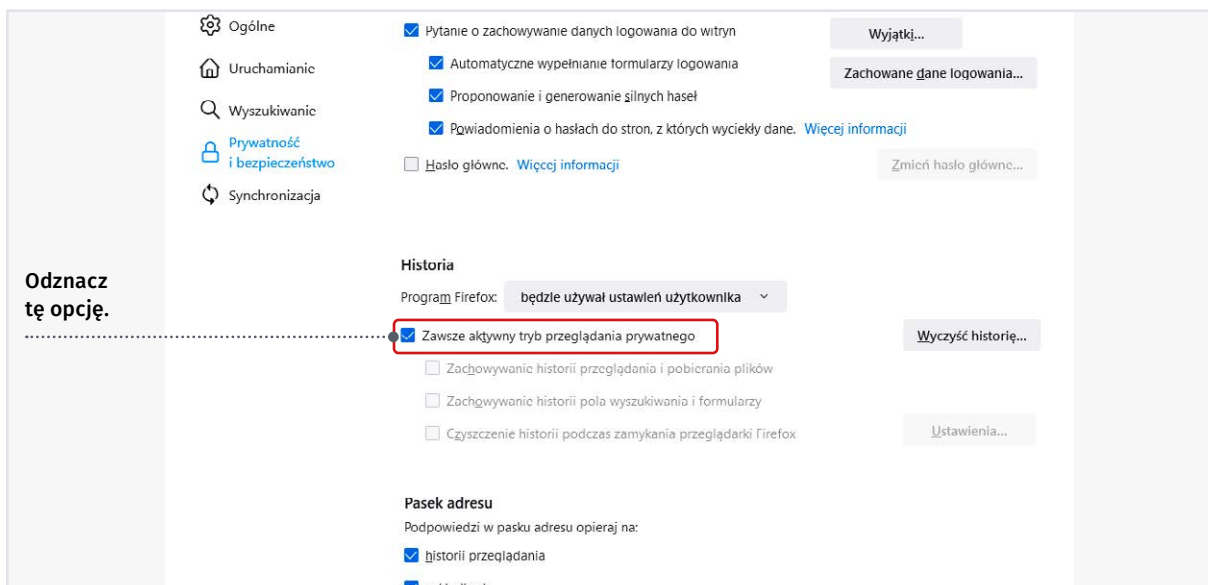 Ogólne
Uruchamianie
Wyszukiwanie
Prywatność
i bezpieczeństwo
Synchronizacja
Pytanie o zachowywanie danych logowania do witryn
Wyjątki...
Automatyczne wypełnianie formularzy logowania
Zachowane dane logowania...
Proponowanie i generowanie silnych haseł
Powiadomienia o hasłach do stron, z których wyciekły dane. Więcej informacji
Hasło główne. Więcej informacji
Zmień hasło główne...
Odznacz
tę opcję.
Historia
Program Firefox: będzie używał ustawień użytkownika
Zawsze aktywny tryb przeglądania prywatnego
Wyczyść historię...
Zachowywanie historii przeglądania i pobierania plików
Zachowywanie historii pola wyszukiwania i formularzy
Czyszczenie historii podczas zamykania przeglądarki Firefox
Ustawienia...
Pasek adresu
Podpowiedzi w pasku adresu opieraj na:
historii przeglądania